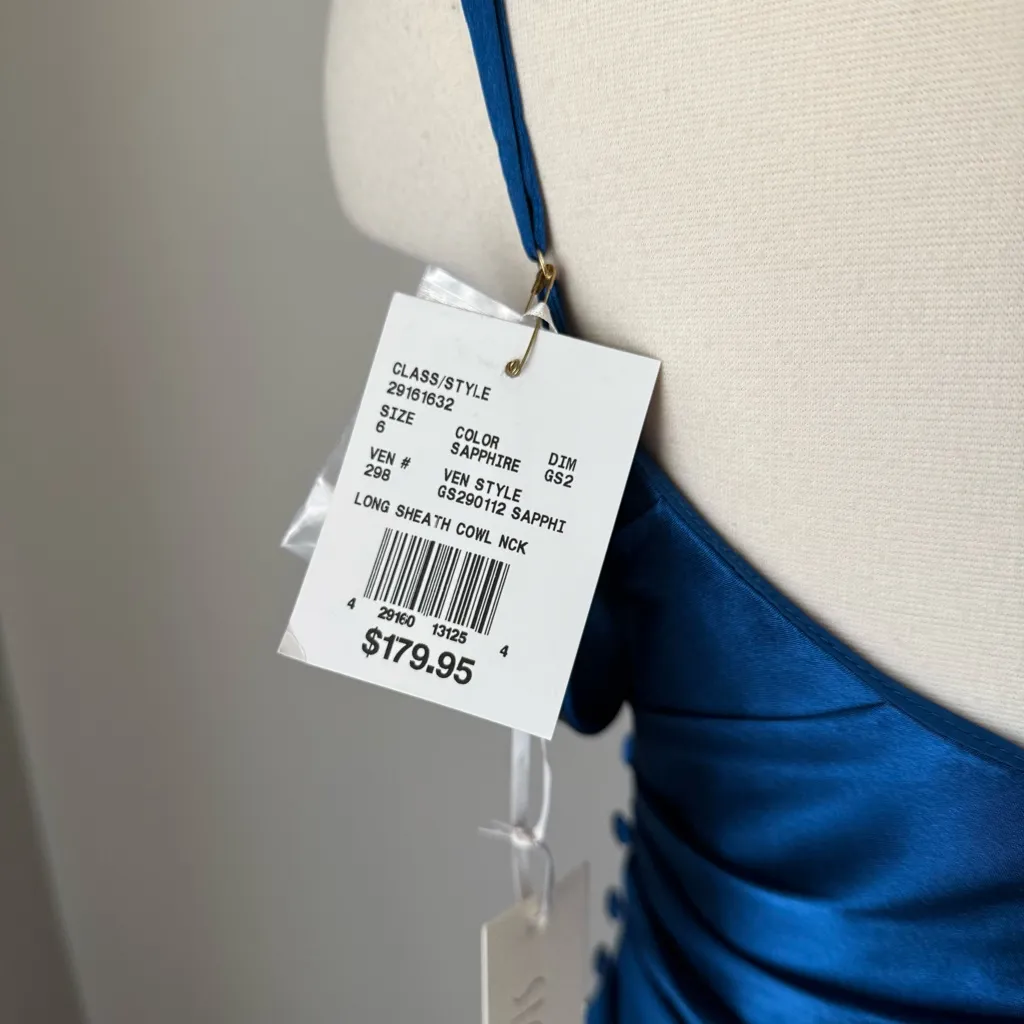 CLASS/STYLE
29161632
SIZE COLOR DIM
6 SAPPHIRE GS2
VEN # VEN STYLE
298 GS290112 SAPPHI
LONG SHEATH COWL NCK
4 29160 13125 4
$179.95